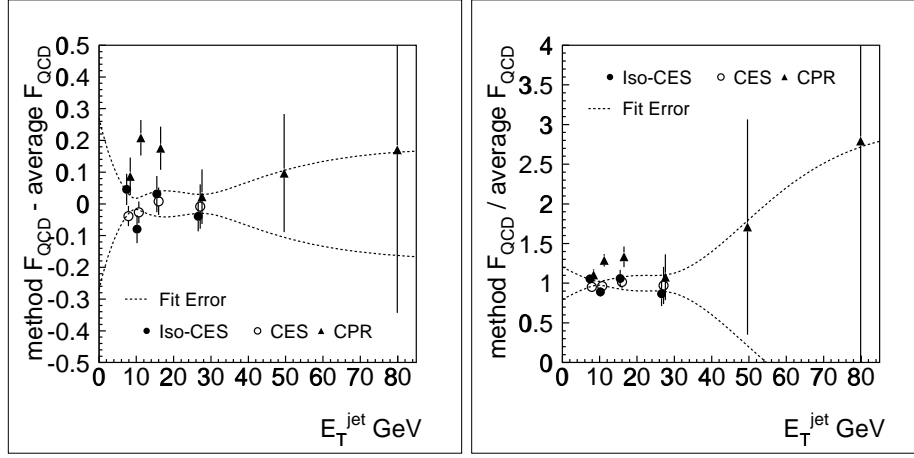 method F_QCD - average F_QCD
0.5
0.4
0.3
0.2
0.1
0
-0.1
-0.2
-0.3
-0.4
-0.5
Fit Error
Iso-CES CES CPR
0 10 20 30 40 50 60 70 80
E_T^jet GeV
method F_QCD / average F_QCD
4
3.5
3
2.5
2
1.5
1
0.5
0
Iso-CES CES CPR
Fit Error
0 10 20 30 40 50 60 70 80
E_T^jet GeV